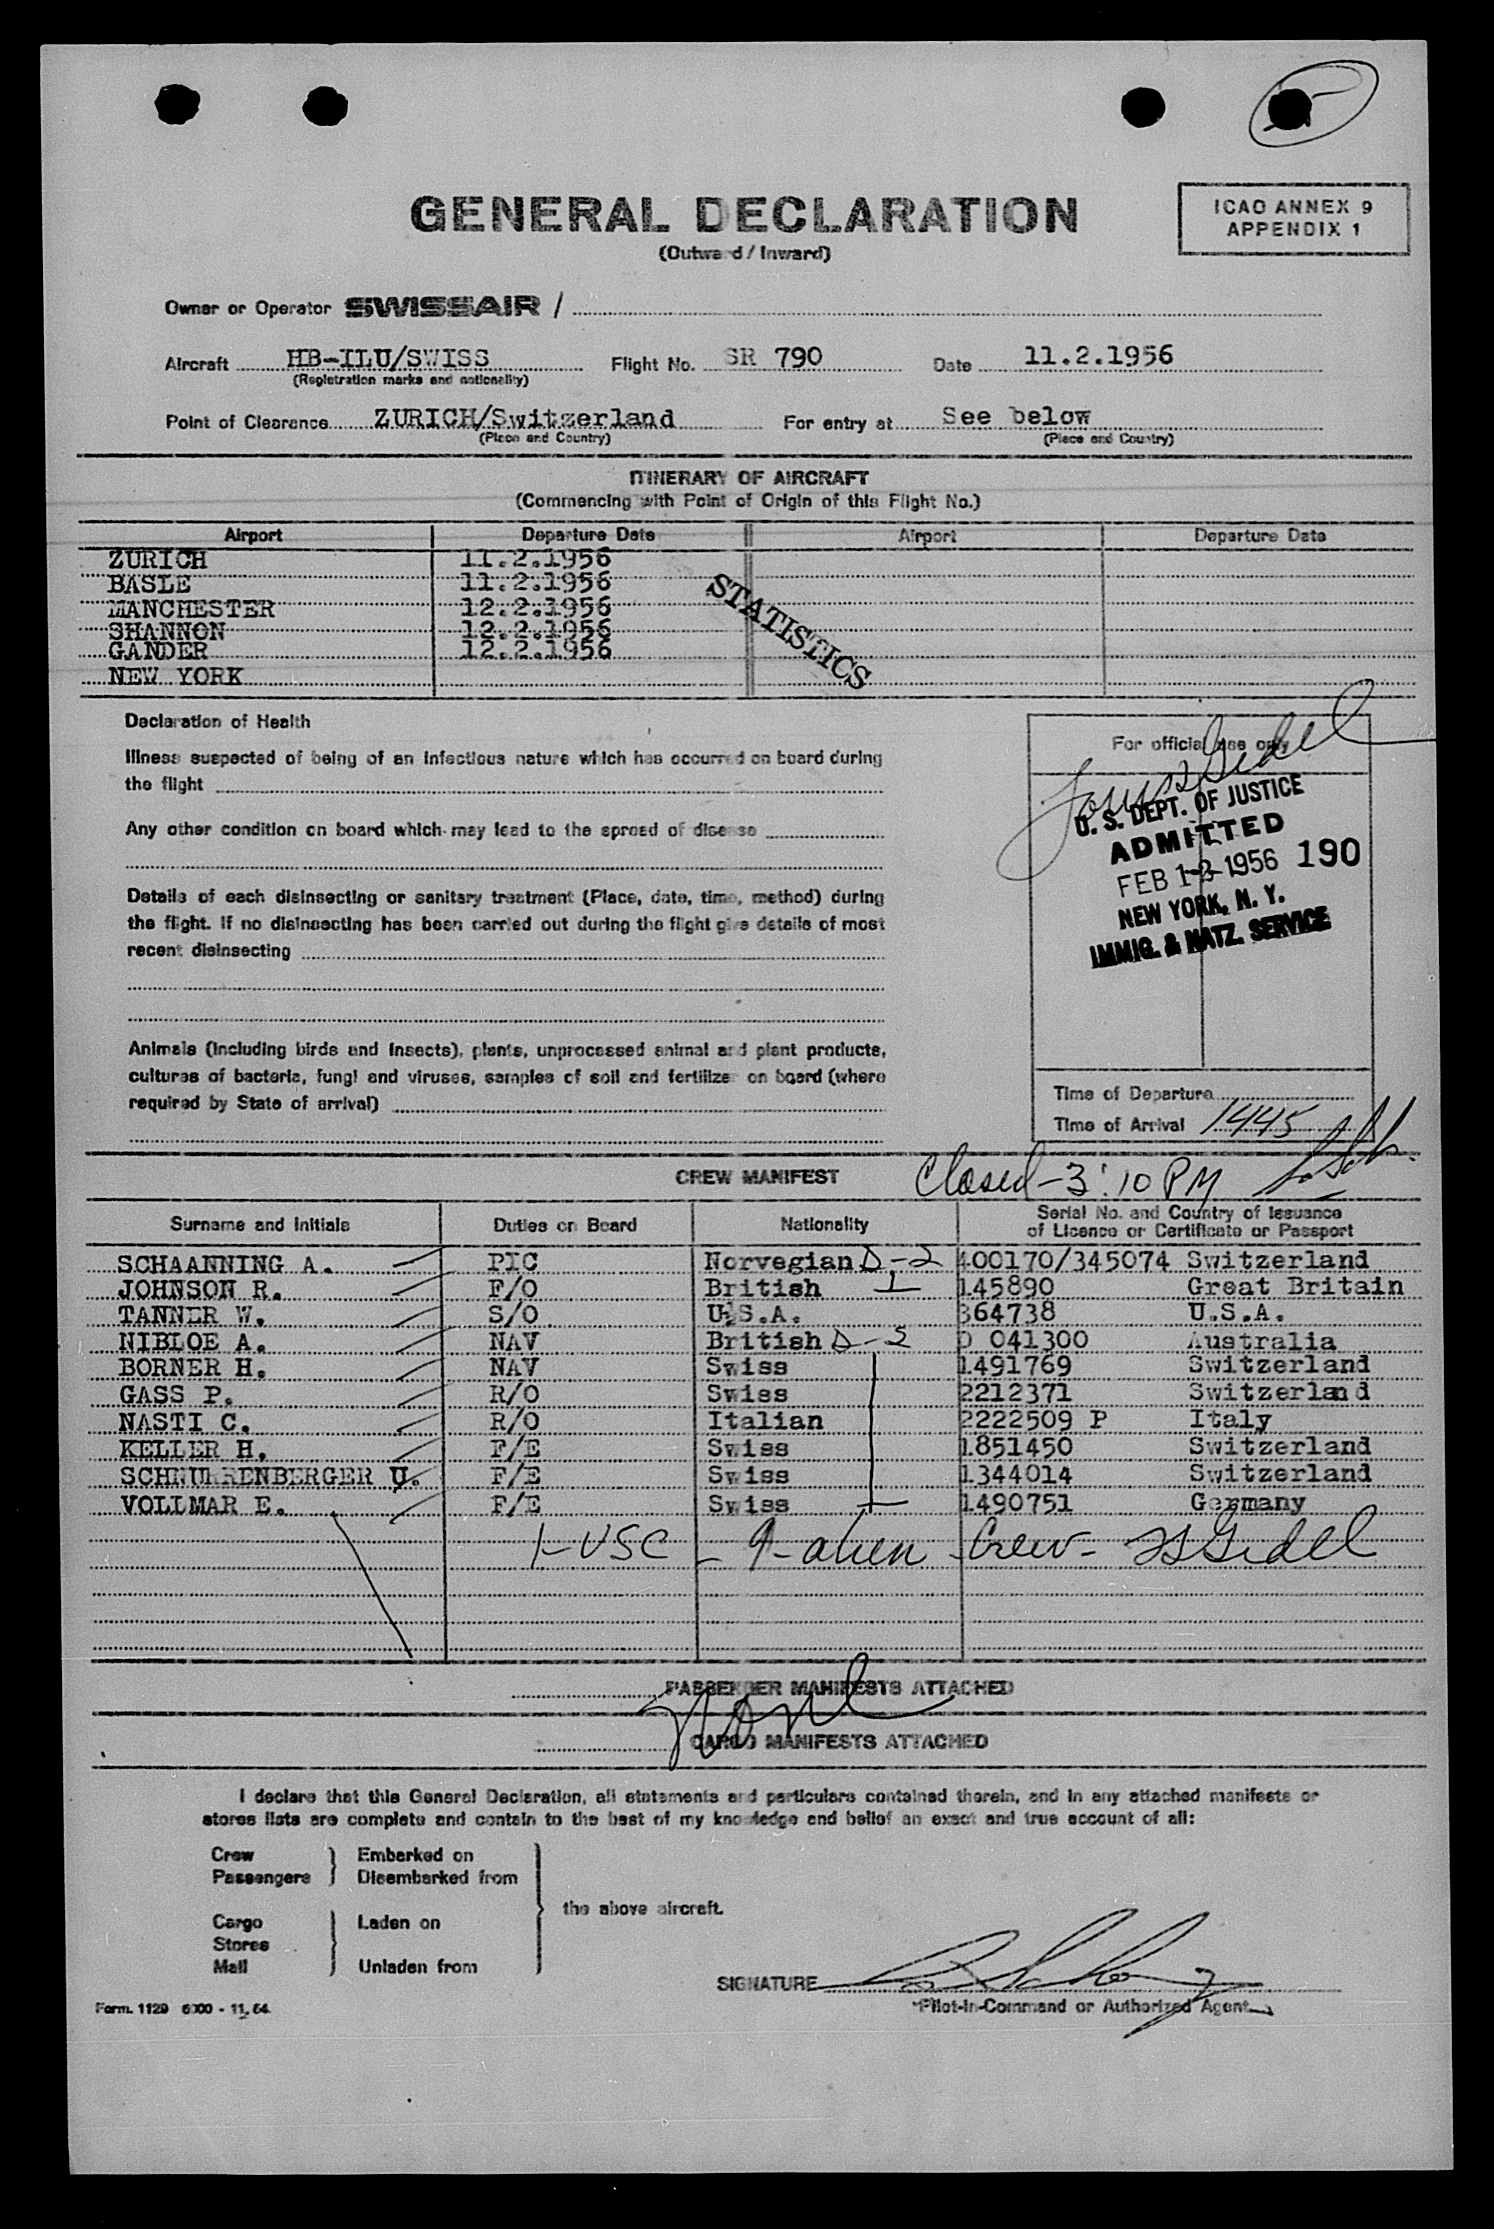 GENERAL DECLARATION
(Outward / Inward)
ICAO ANNEX 9
APPENDIX 1
Owner or Operator SWISSAIR /
Aircraft HB-ILU/SWISS Flight No. SR 790 Date 11.2.1956
(Registration marks and nationality)
Point of Clearance ZURICH/Switzerland For entry at See below
(Place and Country) (Place and Country)
ITINERARY OF AIRCRAFT
(Commencing with Point of Origin of this Flight No.)
Airport Departure Date Airport Departure Date
ZURICH 11.2.1956
BASLE 11.2.1956
MANCHESTER 12.2.1956
SHANNON 12.2.1956
GANDER 12.2.1956
NEW YORK
STATISTICS
Declaration of Health
Illness suspected of being of an infectious nature which has occurred on board during
the flight
Any other condition on board which may lead to the spread of disease
Details of each disinsecting or sanitary treatment (Place, date, time, method) during
the flight. If no disinsecting has been carried out during the flight give details of most
recent disinsecting
Animals (including birds and insects), plants, unprocessed animal and plant products,
cultures of bacteria, fungi and viruses, samples of soil and fertilizer on board (where
required by State of arrival)
For official use only
U. S. DEPT. OF JUSTICE
ADMITTED
FEB 12 1956 190
NEW YORK, N. Y.
IMMIG. & NATZ. SERVICE
Time of Departure
Time of Arrival 1445
CREW MANIFEST Closed - 3:10 PM
Surname and Initials Duties on Board Nationality Serial No. and Country of Issuance
of Licence or Certificate or Passport
SCHAANNING A. PIC Norwegian D-2 400170/345074 Switzerland
JOHNSON R. F/O British 145890 Great Britain
TANNER W. S/O U.S.A. 364738 U.S.A.
NIBLOE A. NAV British D-2 D 041300 Australia
BORNER H. NAV Swiss 1491769 Switzerland
GASS P. R/O Swiss 2212371 Switzerland
NASTI C. R/O Italian 2222509 P Italy
KELLER H. F/E Swiss 1851450 Switzerland
SCHNURRENBERGER U. F/E Swiss 1344014 Switzerland
VOLLMAR E. F/E Swiss 1490751 Germany
1-USC - 9-alien Crew-
PASSENGER MANIFESTS ATTACHED
None
CARGO MANIFESTS ATTACHED
I declare that this General Declaration, all statements and particulars contained therein, and in any attached manifests or
stores lists are complete and contain to the best of my knowledge and belief an exact and true account of all:
Crew Embarked on
Passengers Disembarked from
the above aircraft.
Cargo Laden on
Stores
Mail Unladen from
SIGNATURE
Pilot-in-Command or Authorized Agent
Form. 1129 6000 - 11. 54